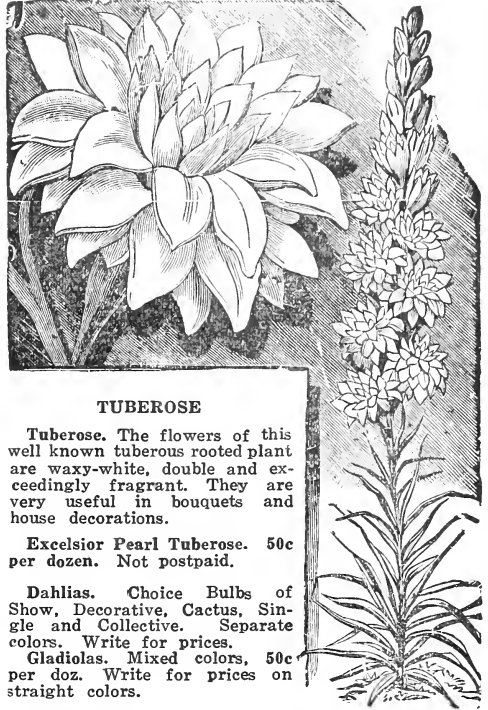 TUBEROSE
Tuberose. The flowers of this
well known tuberous rooted plant
are waxy-white, double and ex-
ceedingly fragrant. They are
very useful in bouquets and
house decorations.
Excelsior Pearl Tuberose. 50c
per dozen. Not postpaid.
Dahlias. Choice Bulbs of
Show, Decorative, Cactus, Sin-
gle and Collective. Separate
colors. Write for prices.
Gladiolas. Mixed colors, 50c
per doz. Write for prices on
straight colors.